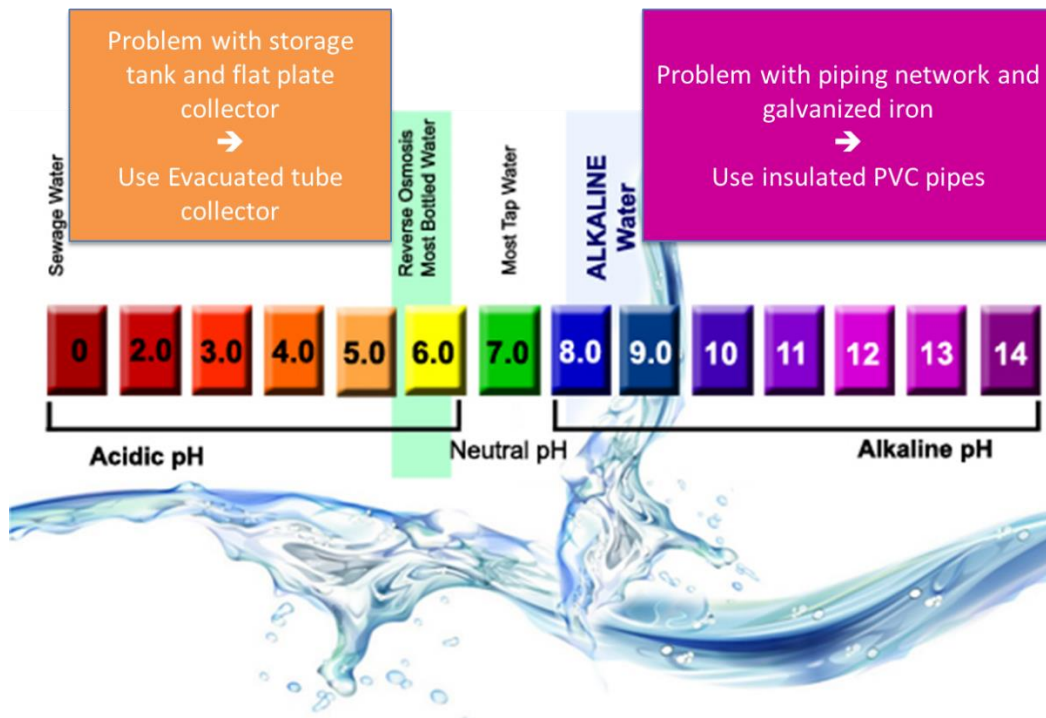 Problem with storage
tank and flat plate
collector
➔
Use Evacuated tube
collector
Problem with piping network and
galvanized iron
➔
Use insulated PVC pipes
Sewage Water
Reverse Osmosis
Most Bottled Water
Most Tap Water
ALKALINE
Water
0 2.0 3.0 4.0 5.0 6.0 7.0 8.0 9.0 10 11 12 13 14
Acidic pH
Neutral pH
Alkaline pH